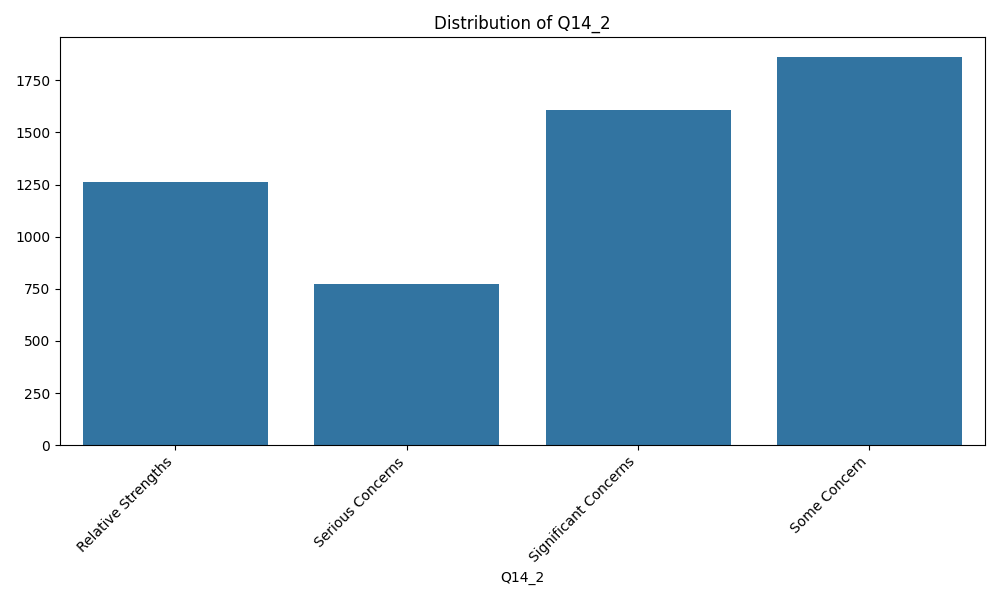 Distribution of Q14_2
1750
1500
1250
1000
750
500
250
0
Relative Strengths
Serious Concerns
Significant Concerns
Some Concern
Q14_2